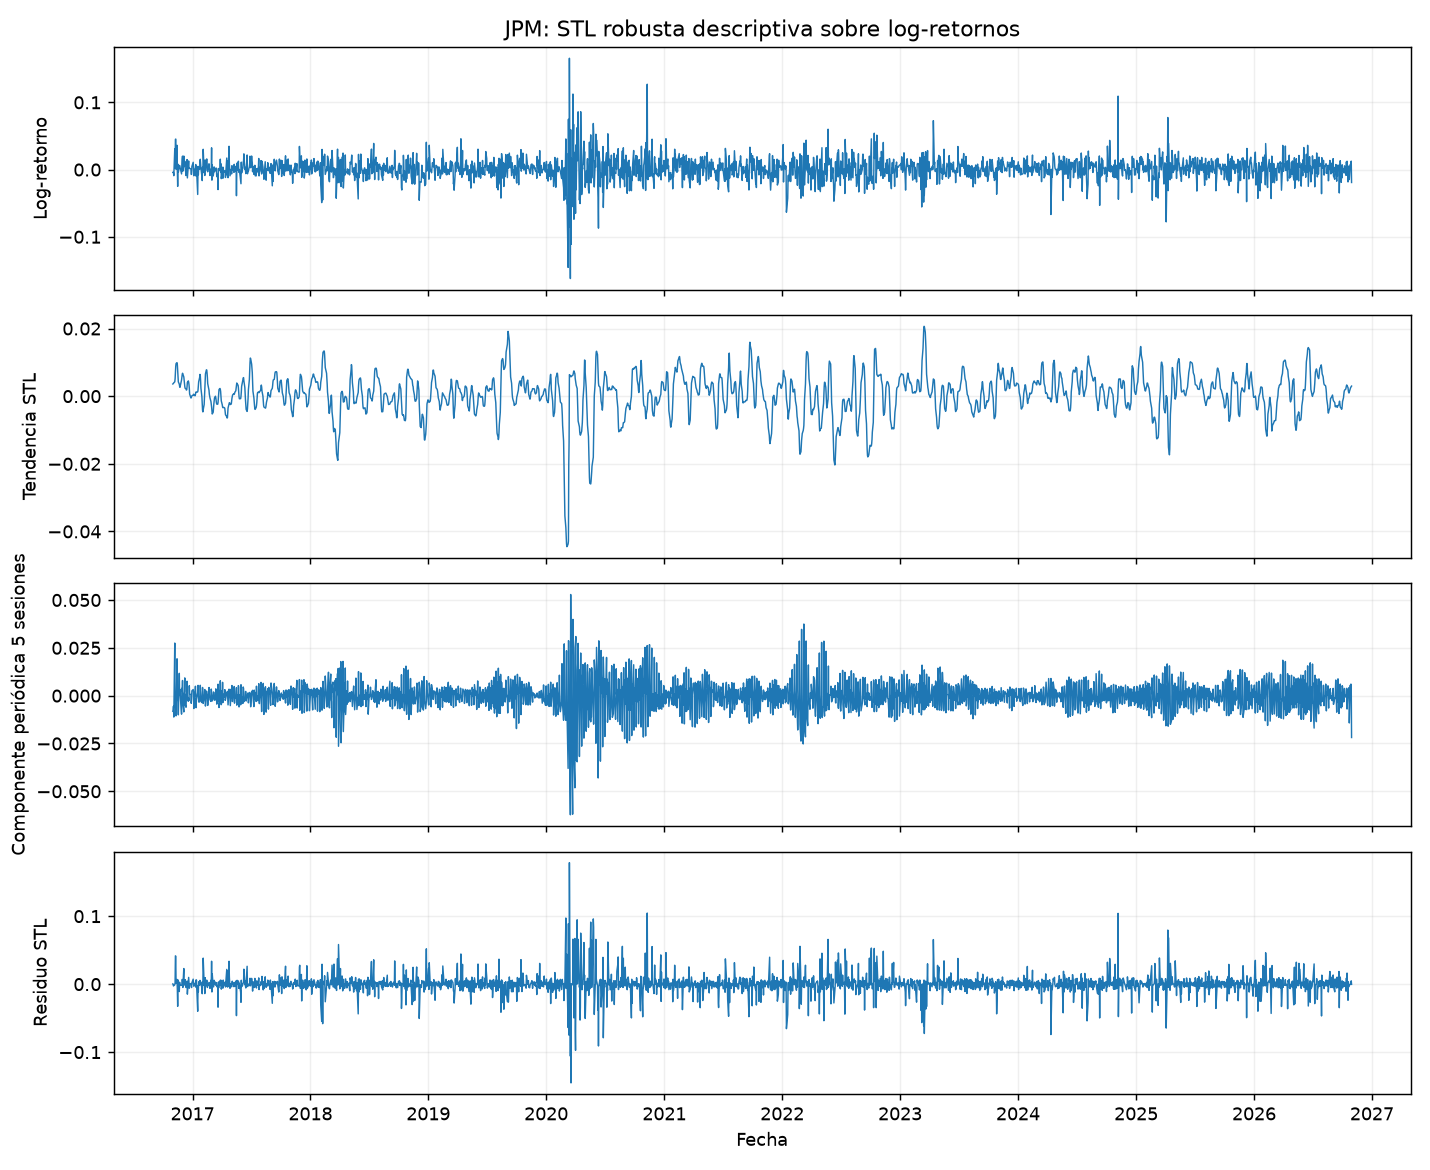 JPM: STL robusta descriptiva sobre log-retornos
Log-retorno
0.1
0.0
−0.1
Tendencia STL
0.02
0.00
−0.02
−0.04
Componente periódica 5 sesiones
0.050
0.025
0.000
−0.025
−0.050
Residuo STL
0.1
0.0
−0.1
2017 2018 2019 2020 2021 2022 2023 2024 2025 2026 2027
Fecha